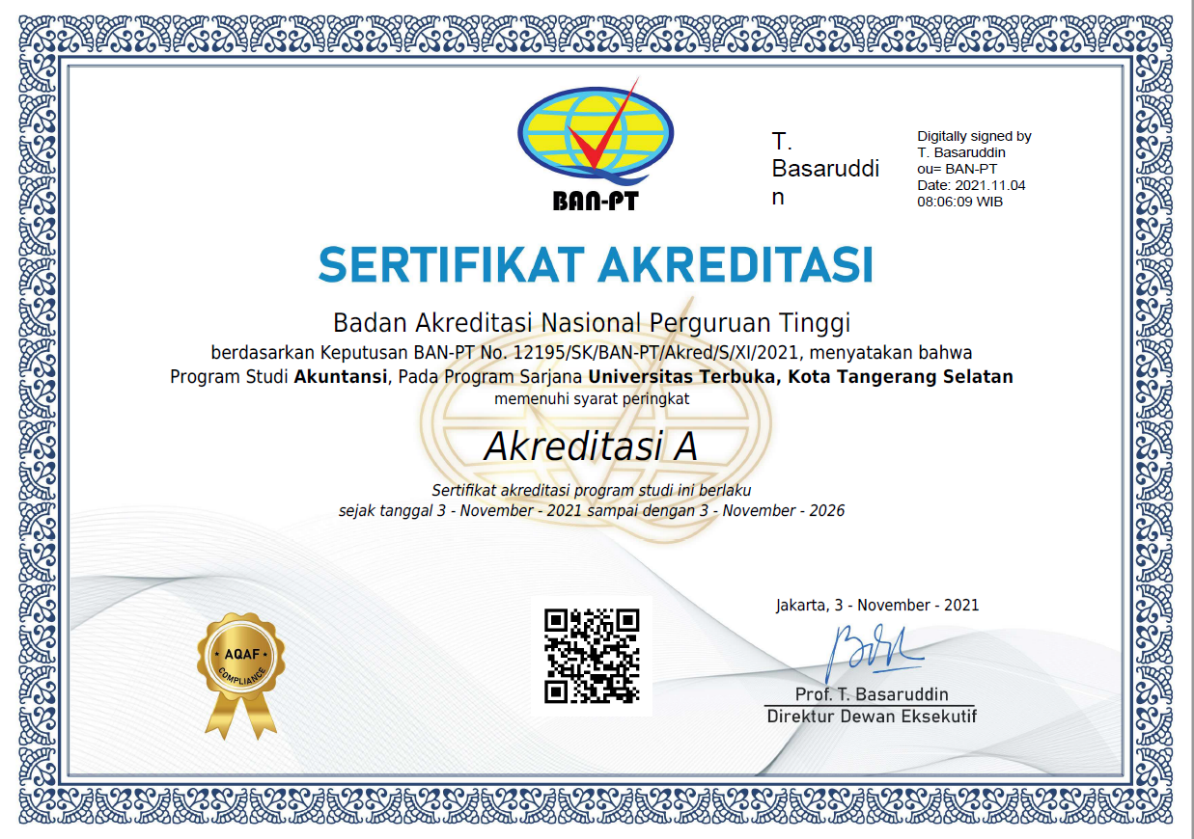 BAN-PT
T.
Basaruddi
n
Digitally signed by
T. Basaruddin
ou= BAN-PT
Date: 2021.11.04
08:06:09 WIB
SERTIFIKAT AKREDITASI
Badan Akreditasi Nasional Perguruan Tinggi
berdasarkan Keputusan BAN-PT No. 12195/SK/BAN-PT/Akred/S/XI/2021, menyatakan bahwa
Program Studi Akuntansi, Pada Program Sarjana Universitas Terbuka, Kota Tangerang Selatan
memenuhi syarat peringkat
Akreditasi A
Sertifikat akreditasi program studi ini berlaku
sejak tanggal 3 - November - 2021 sampai dengan 3 - November - 2026
AQAF
COMPLIANCE
Jakarta, 3 - November - 2021
Prof. T. Basaruddin
Direktur Dewan Eksekutif